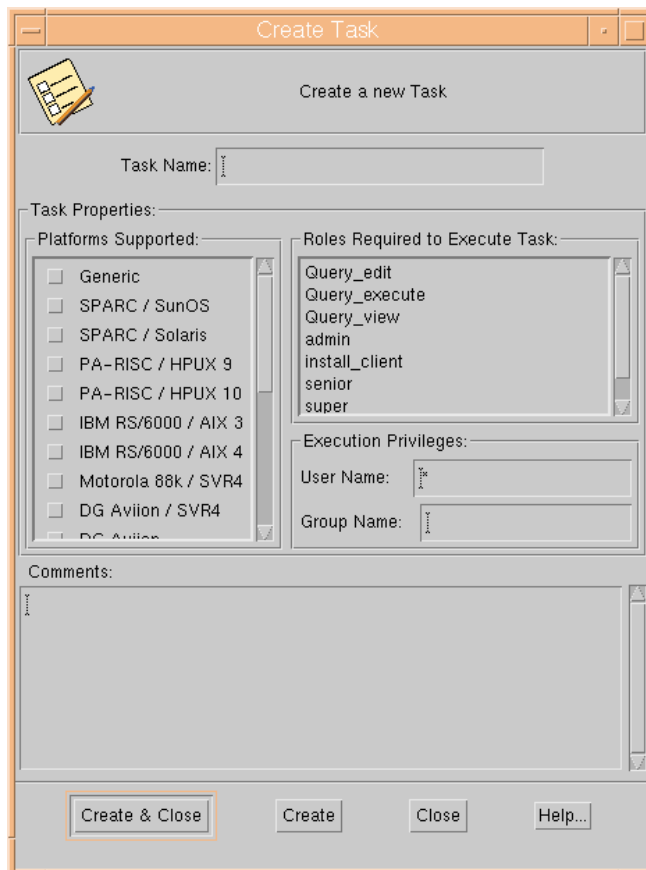 Create Task
Create a new Task
Task Name:
Task Properties:
Platforms Supported:
Generic
SPARC / SunOS
SPARC / Solaris
PA-RISC / HPUX 9
PA-RISC / HPUX 10
IBM RS/6000 / AIX 3
IBM RS/6000 / AIX 4
Motorola 88k / SVR4
DG Aviion / SVR4
DG Aviion
Roles Required to Execute Task:
Query_edit
Query_execute
Query_view
admin
install_client
senior
super
Execution Privileges:
User Name: *
Group Name:
Comments:
Create & Close
Create
Close
Help...